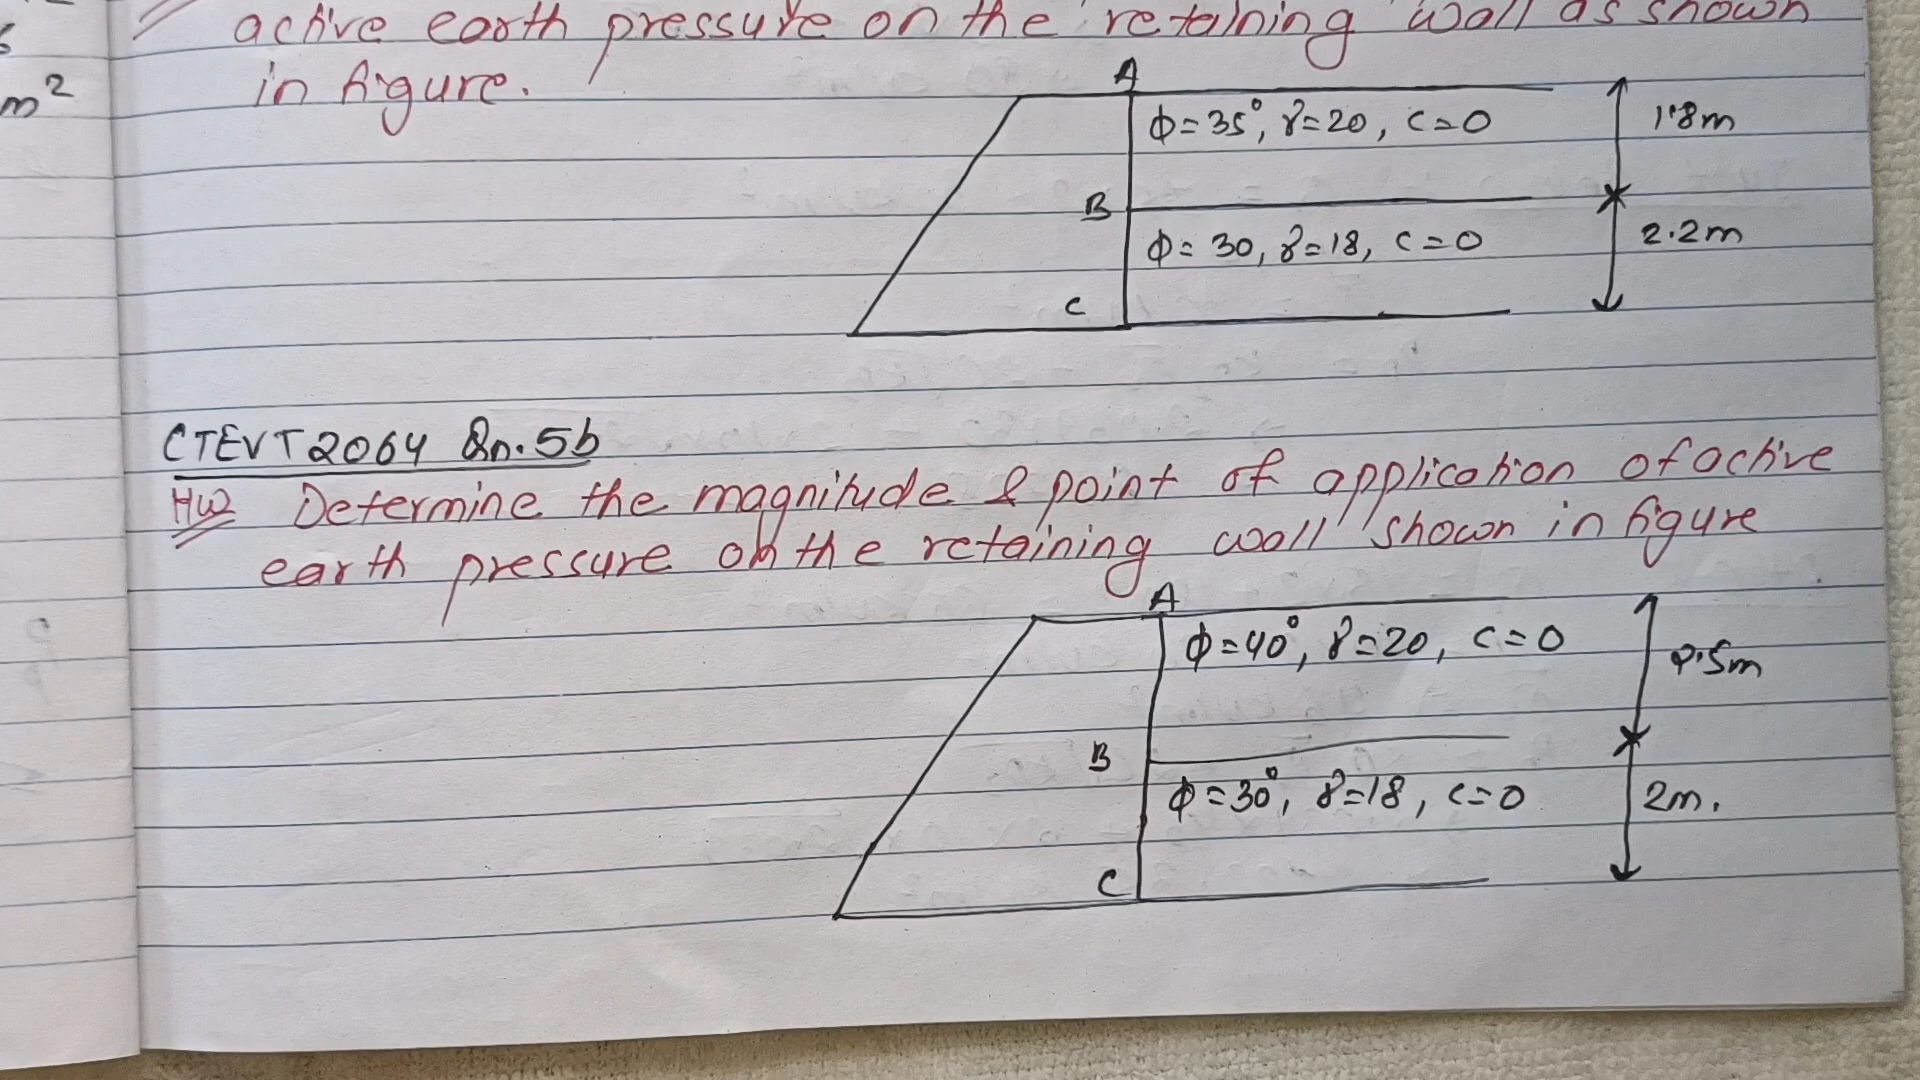 active earth pressure on the retaining wall as shown
m²
in figure.
A
φ=35°, γ=20, c=0
1.8m
B
φ= 30, γ=18, c=0
2.2m
C
CTEVT 2064 Qn.5b
HW Determine the magnitude & point of application of active
earth pressure on the retaining wall shown in figure
A
φ=40°, γ=20, c=0
B
φ=30°, γ=18, c=0
2m.
C